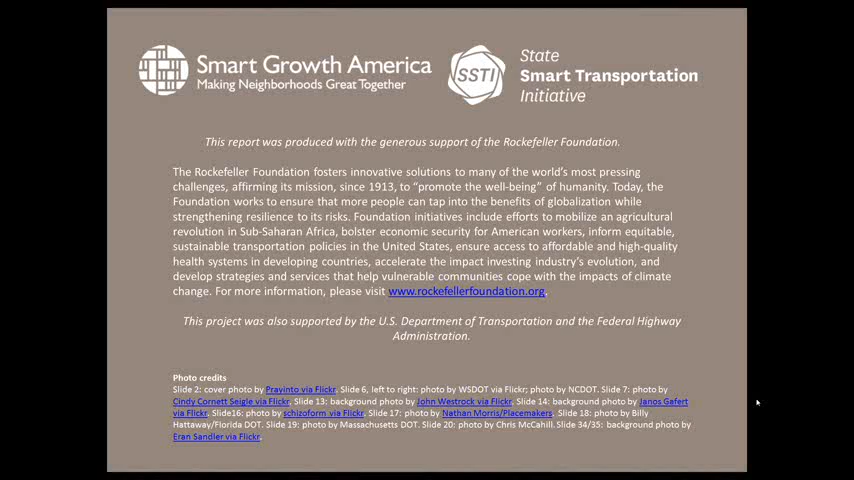 Smart Growth America
Making Neighborhoods Great Together
SSTI
State
Smart Transportation
Initiative
This report was produced with the generous support of the Rockefeller Foundation.
The Rockefeller Foundation fosters innovative solutions to many of the world's most pressing
challenges, affirming its mission, since 1913, to "promote the well-being" of humanity. Today, the
Foundation works to ensure that more people can tap into the benefits of globalization while
strengthening resilience to its risks. Foundation initiatives include efforts to mobilize an agricultural
revolution in Sub-Saharan Africa, bolster economic security for American workers, inform equitable,
sustainable transportation policies in the United States, ensure access to affordable and high-quality
health systems in developing countries, accelerate the impact investing industry's evolution, and
develop strategies and services that help vulnerable communities cope with the impacts of climate
change. For more information, please visit www.rockefellerfoundation.org.
This project was also supported by the U.S. Department of Transportation and the Federal Highway
Administration.
Photo credits
Slide 2: cover photo by Prayinto via Flickr. Slide 6, left to right: photo by WSDOT via Flickr; photo by NCDOT. Slide 7: photo by
Cindy Cornett Seigle via Flickr. Slide 13: background photo by John Westrock via Flickr. Slide 14: background photo by Janos Gafert
via Flickr. Slide16: photo by schizoform via Flickr. Slide 17: photo by Nathan Morris/Placemakers. Slide 18: photo by Billy
Hattaway/Florida DOT. Slide 19: photo by Massachusetts DOT. Slide 20: photo by Chris McCahill. Slide 34/35: background photo by
Eran Sandler via Flickr.